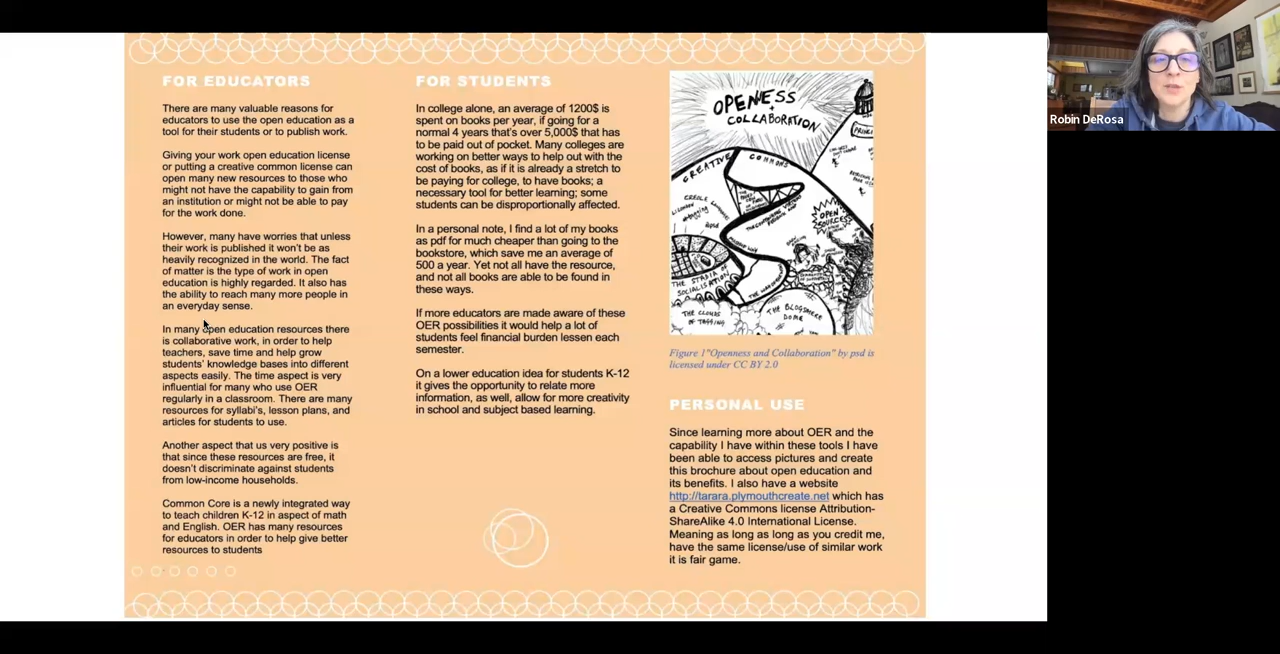 FOR EDUCATORS
There are many valuable reasons for
educators to use the open education as a
tool for their students or to publish work.
Giving your work open education license
or putting a creative common license can
open many new resources to those who
might not have the capability to gain from
an institution or might not be able to pay
for the work done.
However, many have worries that unless
their work is published it won't be as
heavily recognized in the world. The fact
of matter is the type of work in open
education is highly regarded. It also has
the ability to reach many more people in
an everyday sense.
In many open education resources there
is collaborative work, in order to help
teachers, save time and help grow
students' knowledge bases into different
aspects easily. The time aspect is very
influential for many who use OER
regularly in a classroom. There are many
resources for syllabi's, lesson plans, and
articles for students to use.
Another aspect that us very positive is
that since these resources are free, it
doesn't discriminate against students
from low-income households.
Common Core is a newly integrated way
to teach children K-12 in aspect of math
and English. OER has many resources
for educators in order to help give better
resources to students
FOR STUDENTS
In college alone, an average of 1200$ is
spent on books per year, if going for a
normal 4 years that's over 5,000$ that has
to be paid out of pocket. Many colleges are
working on better ways to help out with the
cost of books, as if it is already a stretch to
be paying for college, to have books; a
necessary tool for better learning; some
students can be disproportionally affected.
In a personal note, I find a lot of my books
as pdf for much cheaper than going to the
bookstore, which save me an average of
500 a year. Yet not all have the resource,
and not all books are able to be found in
these ways.
If more educators are made aware of these
OER possibilities it would help a lot of
students feel financial burden lessen each
semester.
On a lower education idea for students K-12
it gives the opportunity to relate more
information, as well, allow for more creativity
in school and subject based learning.
OPENESS
+
COLLABORATION
CREATIVE COMMONS
OPEN
SOURCES
THE STADIA OF
SOCIALISATION
THE CLOUDS
OF TAGGING
THE BLOGSMERE
DOME
Figure 1"Openness and Collaboration" by psd is
licensed under CC BY 2.0
PERSONAL USE
Since learning more about OER and the
capability I have within these tools I have
been able to access pictures and create
this brochure about open education and
its benefits. I also have a website
http://tarara.plymouthcreate.net which has
a Creative Commons license Attribution-
ShareAlike 4.0 International License.
Meaning as long as long as you credit me,
have the same license/use of similar work
it is fair game.
Robin DeRosa